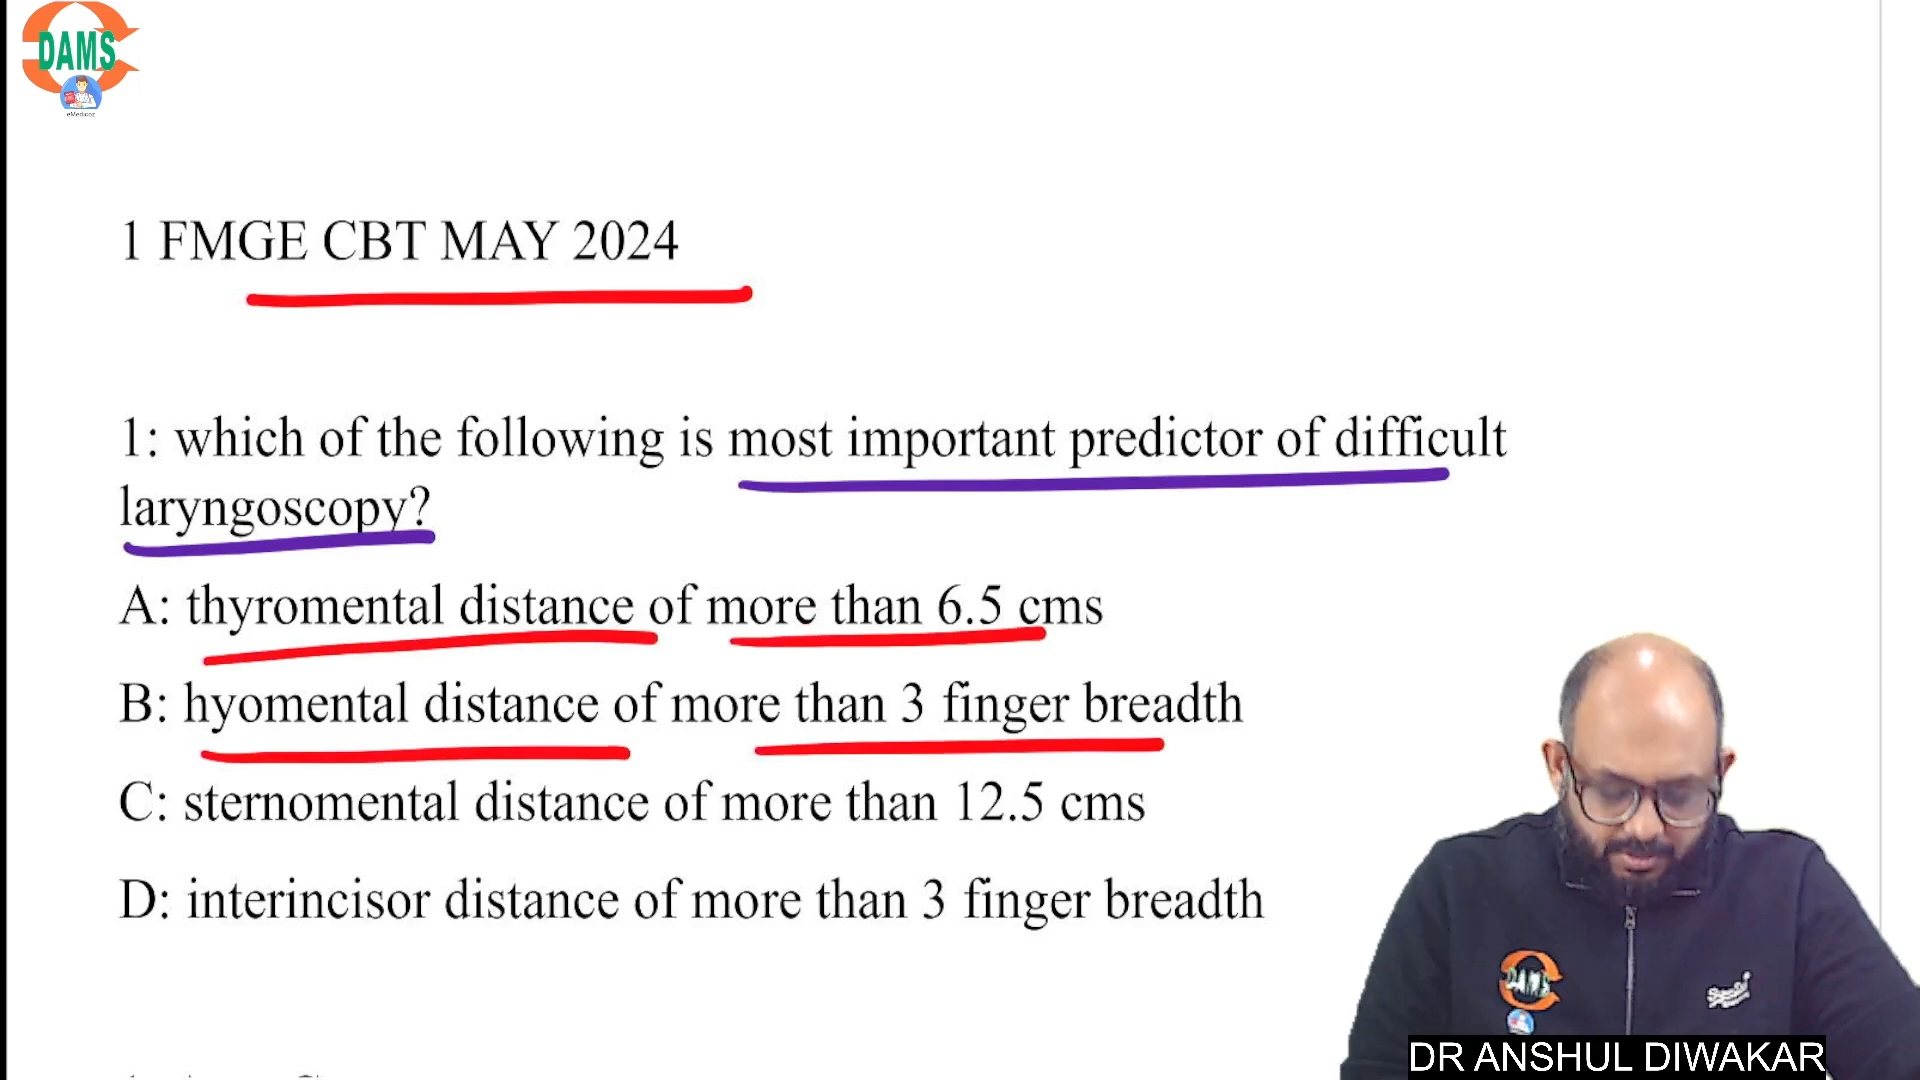 DAMS
eMedicoz
1 FMGE CBT MAY 2024
1: which of the following is most important predictor of difficult
laryngoscopy?
A: thyromental distance of more than 6.5 cms
B: hyomental distance of more than 3 finger breadth
C: sternomental distance of more than 12.5 cms
D: interincisor distance of more than 3 finger breadth
DAMS
DR ANSHUL DIWAKAR